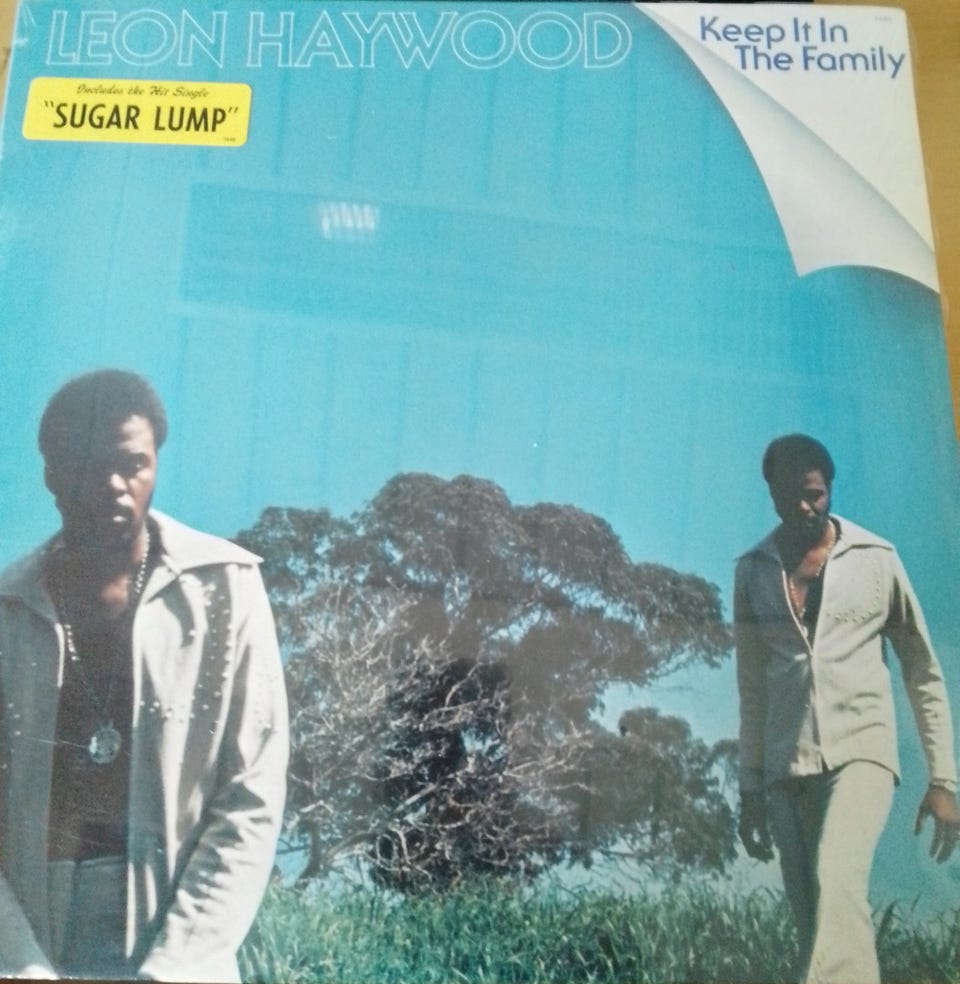 LEON HAYWOOD
Keep It In
The Family
Includes the Hit Single
"SUGAR LUMP"